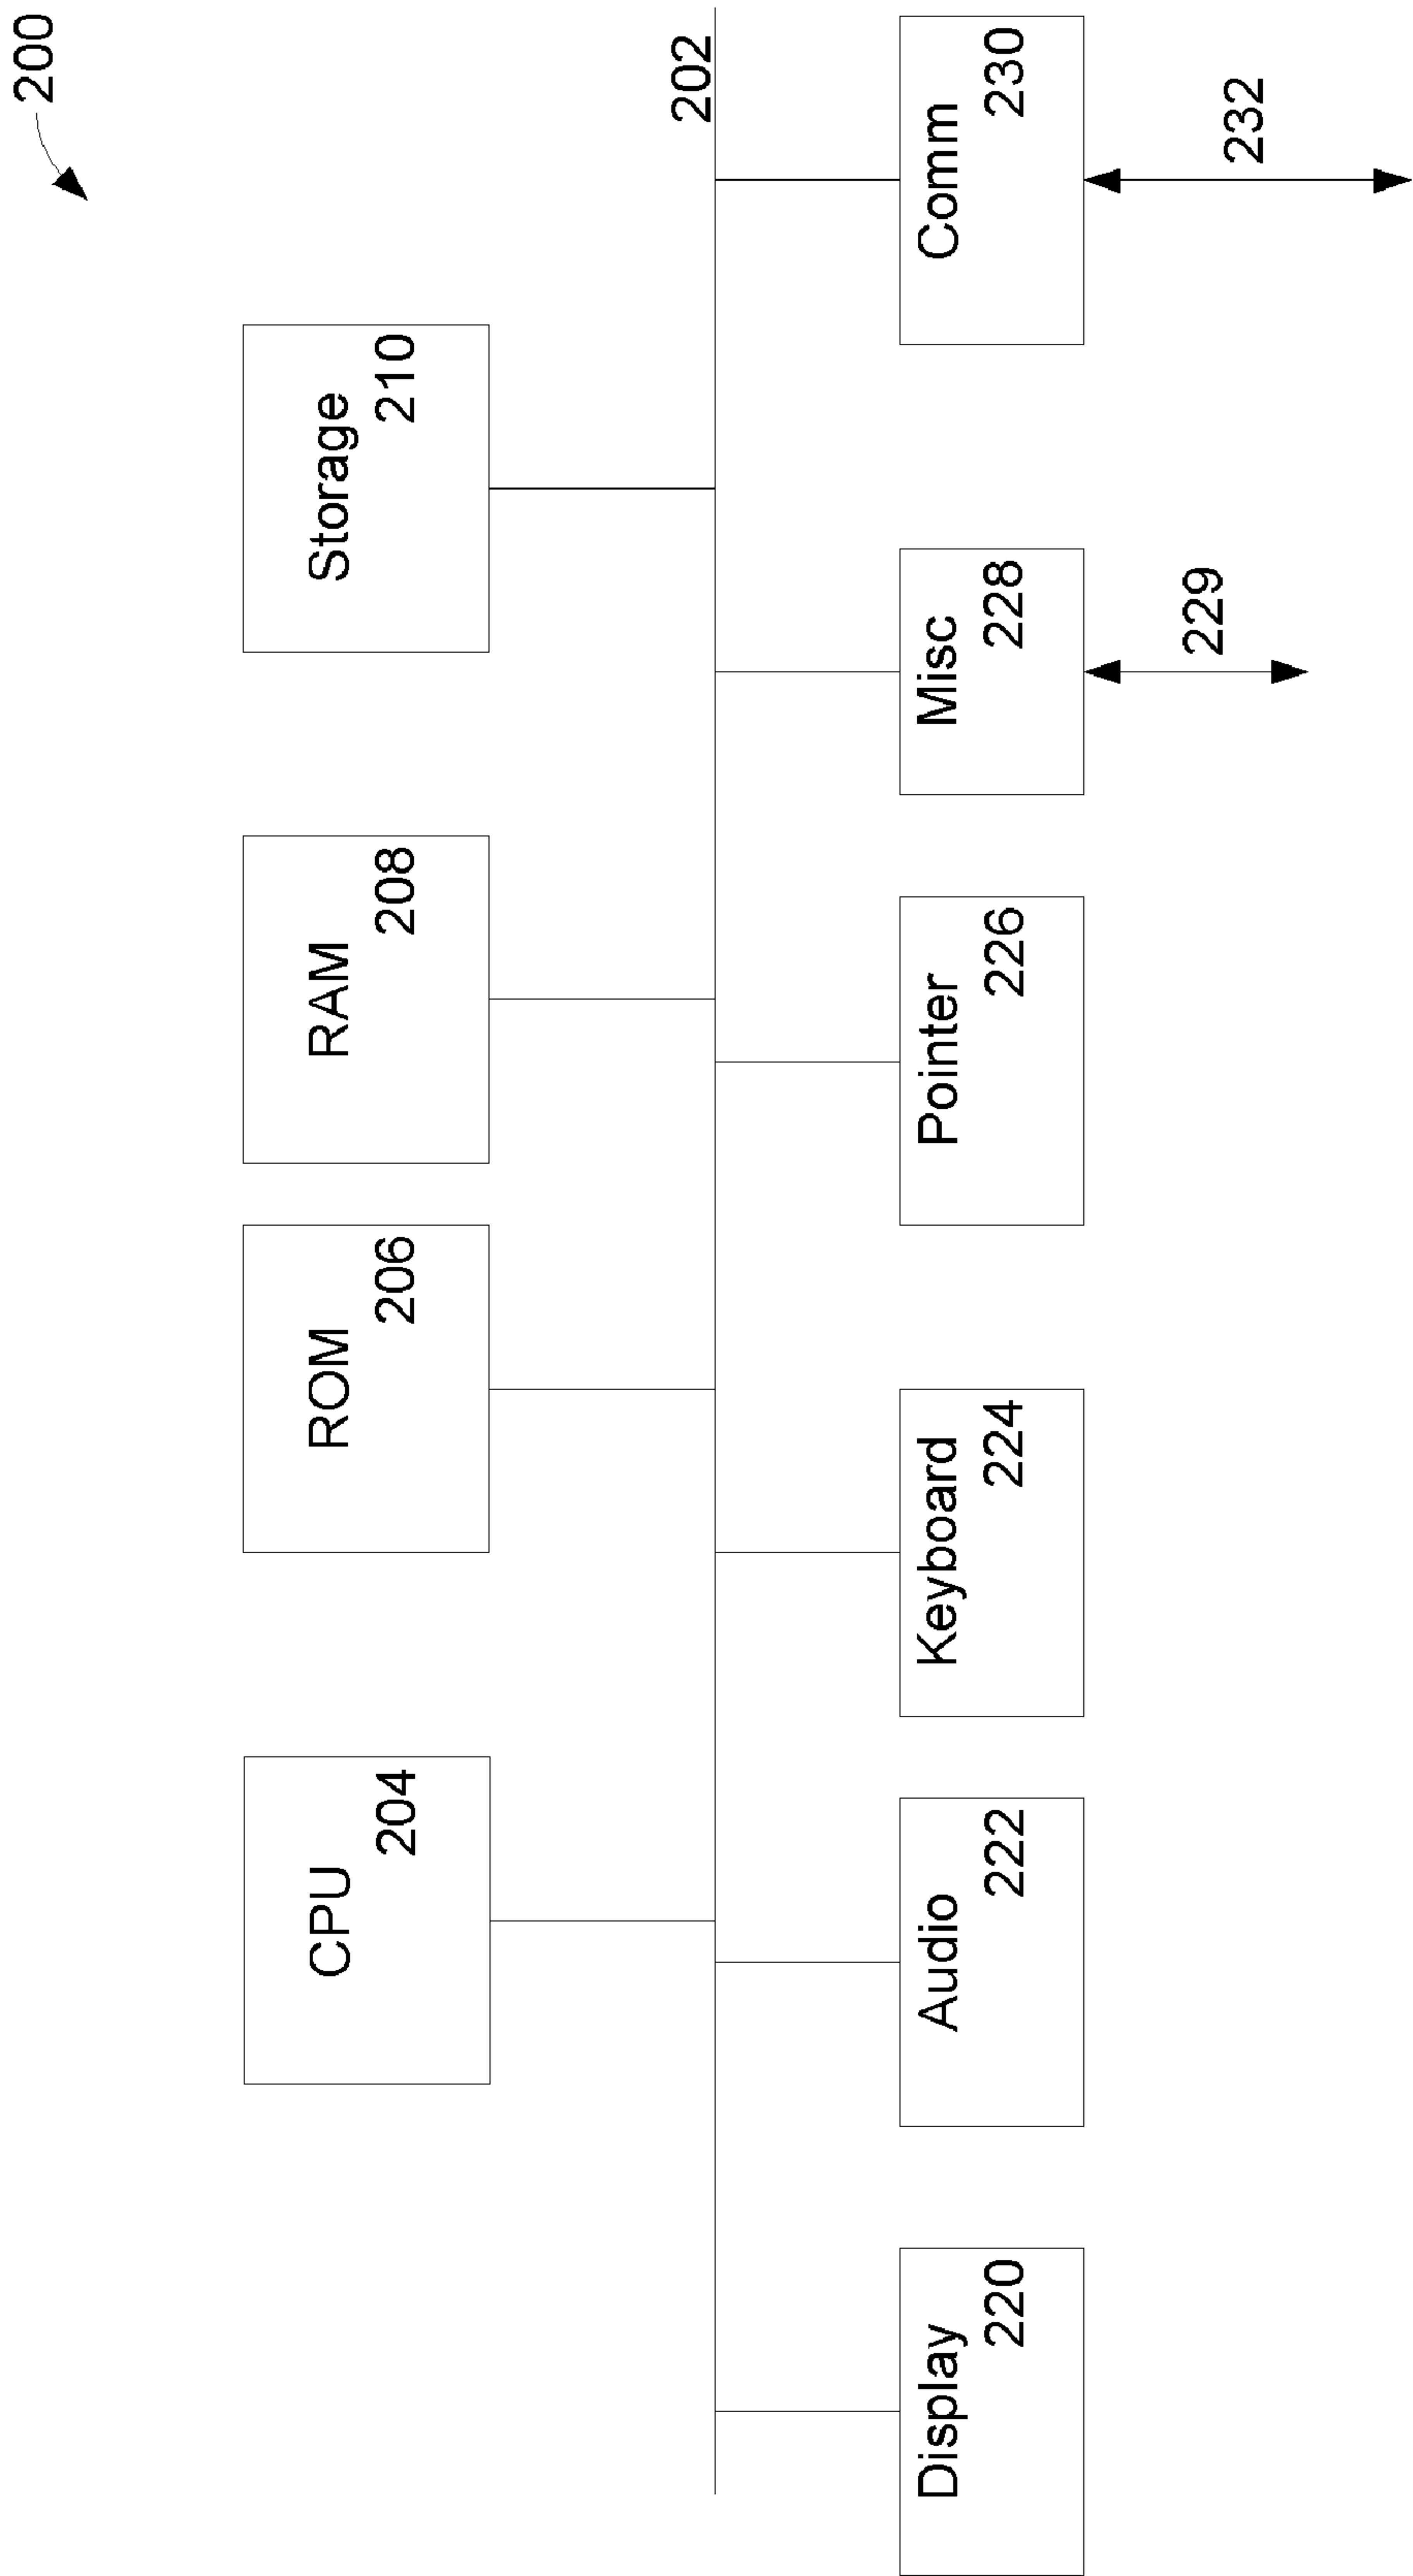 200
CPU
204
ROM
206
RAM
208
Storage
210
202
Display
220
Audio
222
Keyboard
224
Pointer
226
Misc
228
Comm
230
229
232